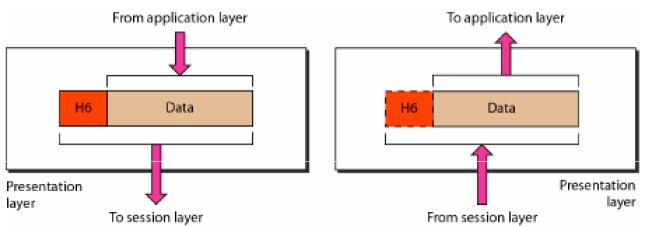 From application layer
To application layer
H6
Data
H6
Data
Presentation
layer
Presentation
layer
To session layer
From session layer